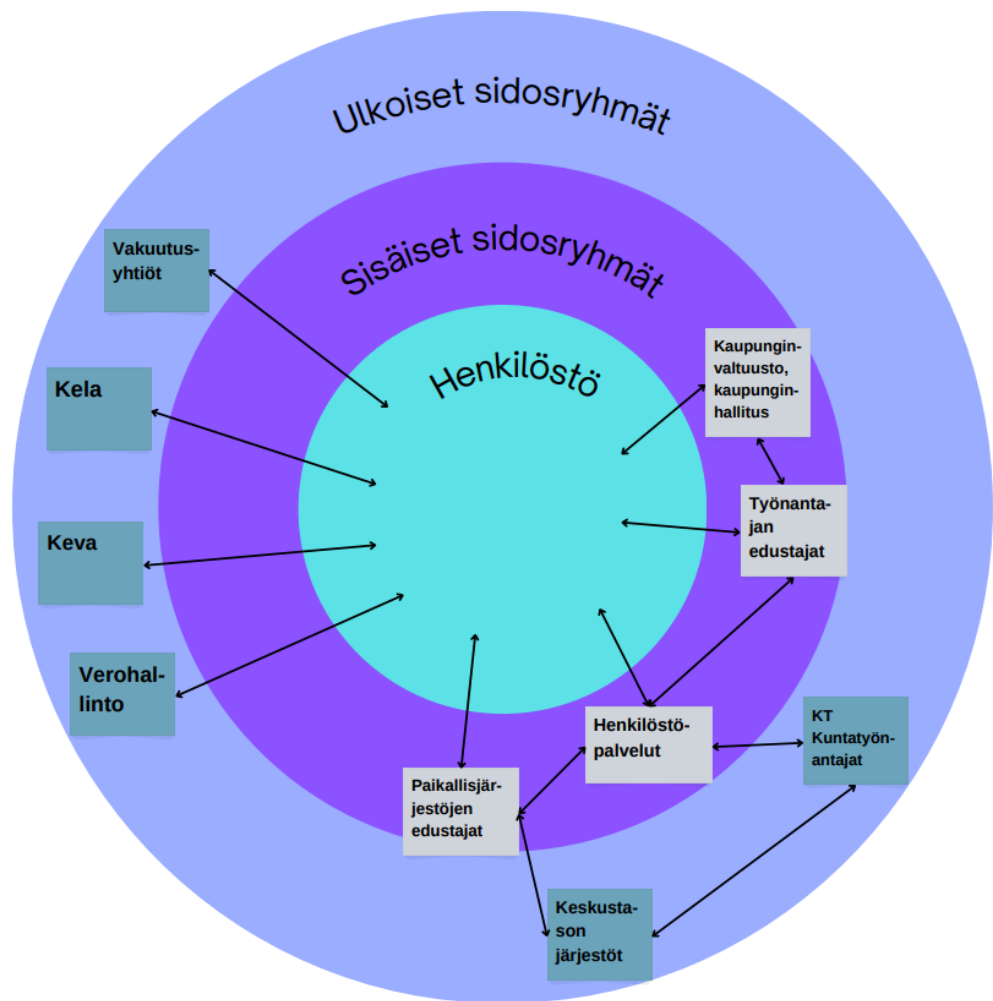 Ulkoiset sidosryhmät
Sisäiset sidosryhmät
Henkilöstö
Vakuutus-
yhtiöt
Kela
Keva
Verohal-
linto
Kaupungin-
valtuusto,
kaupungin-
hallitus
Työnanta-
jan
edustajat
Henkilöstö-
palvelut
KT
Kuntatyön-
antajat
Paikallisjär-
jestöjen
edustajat
Keskusta-
son
järjestöt